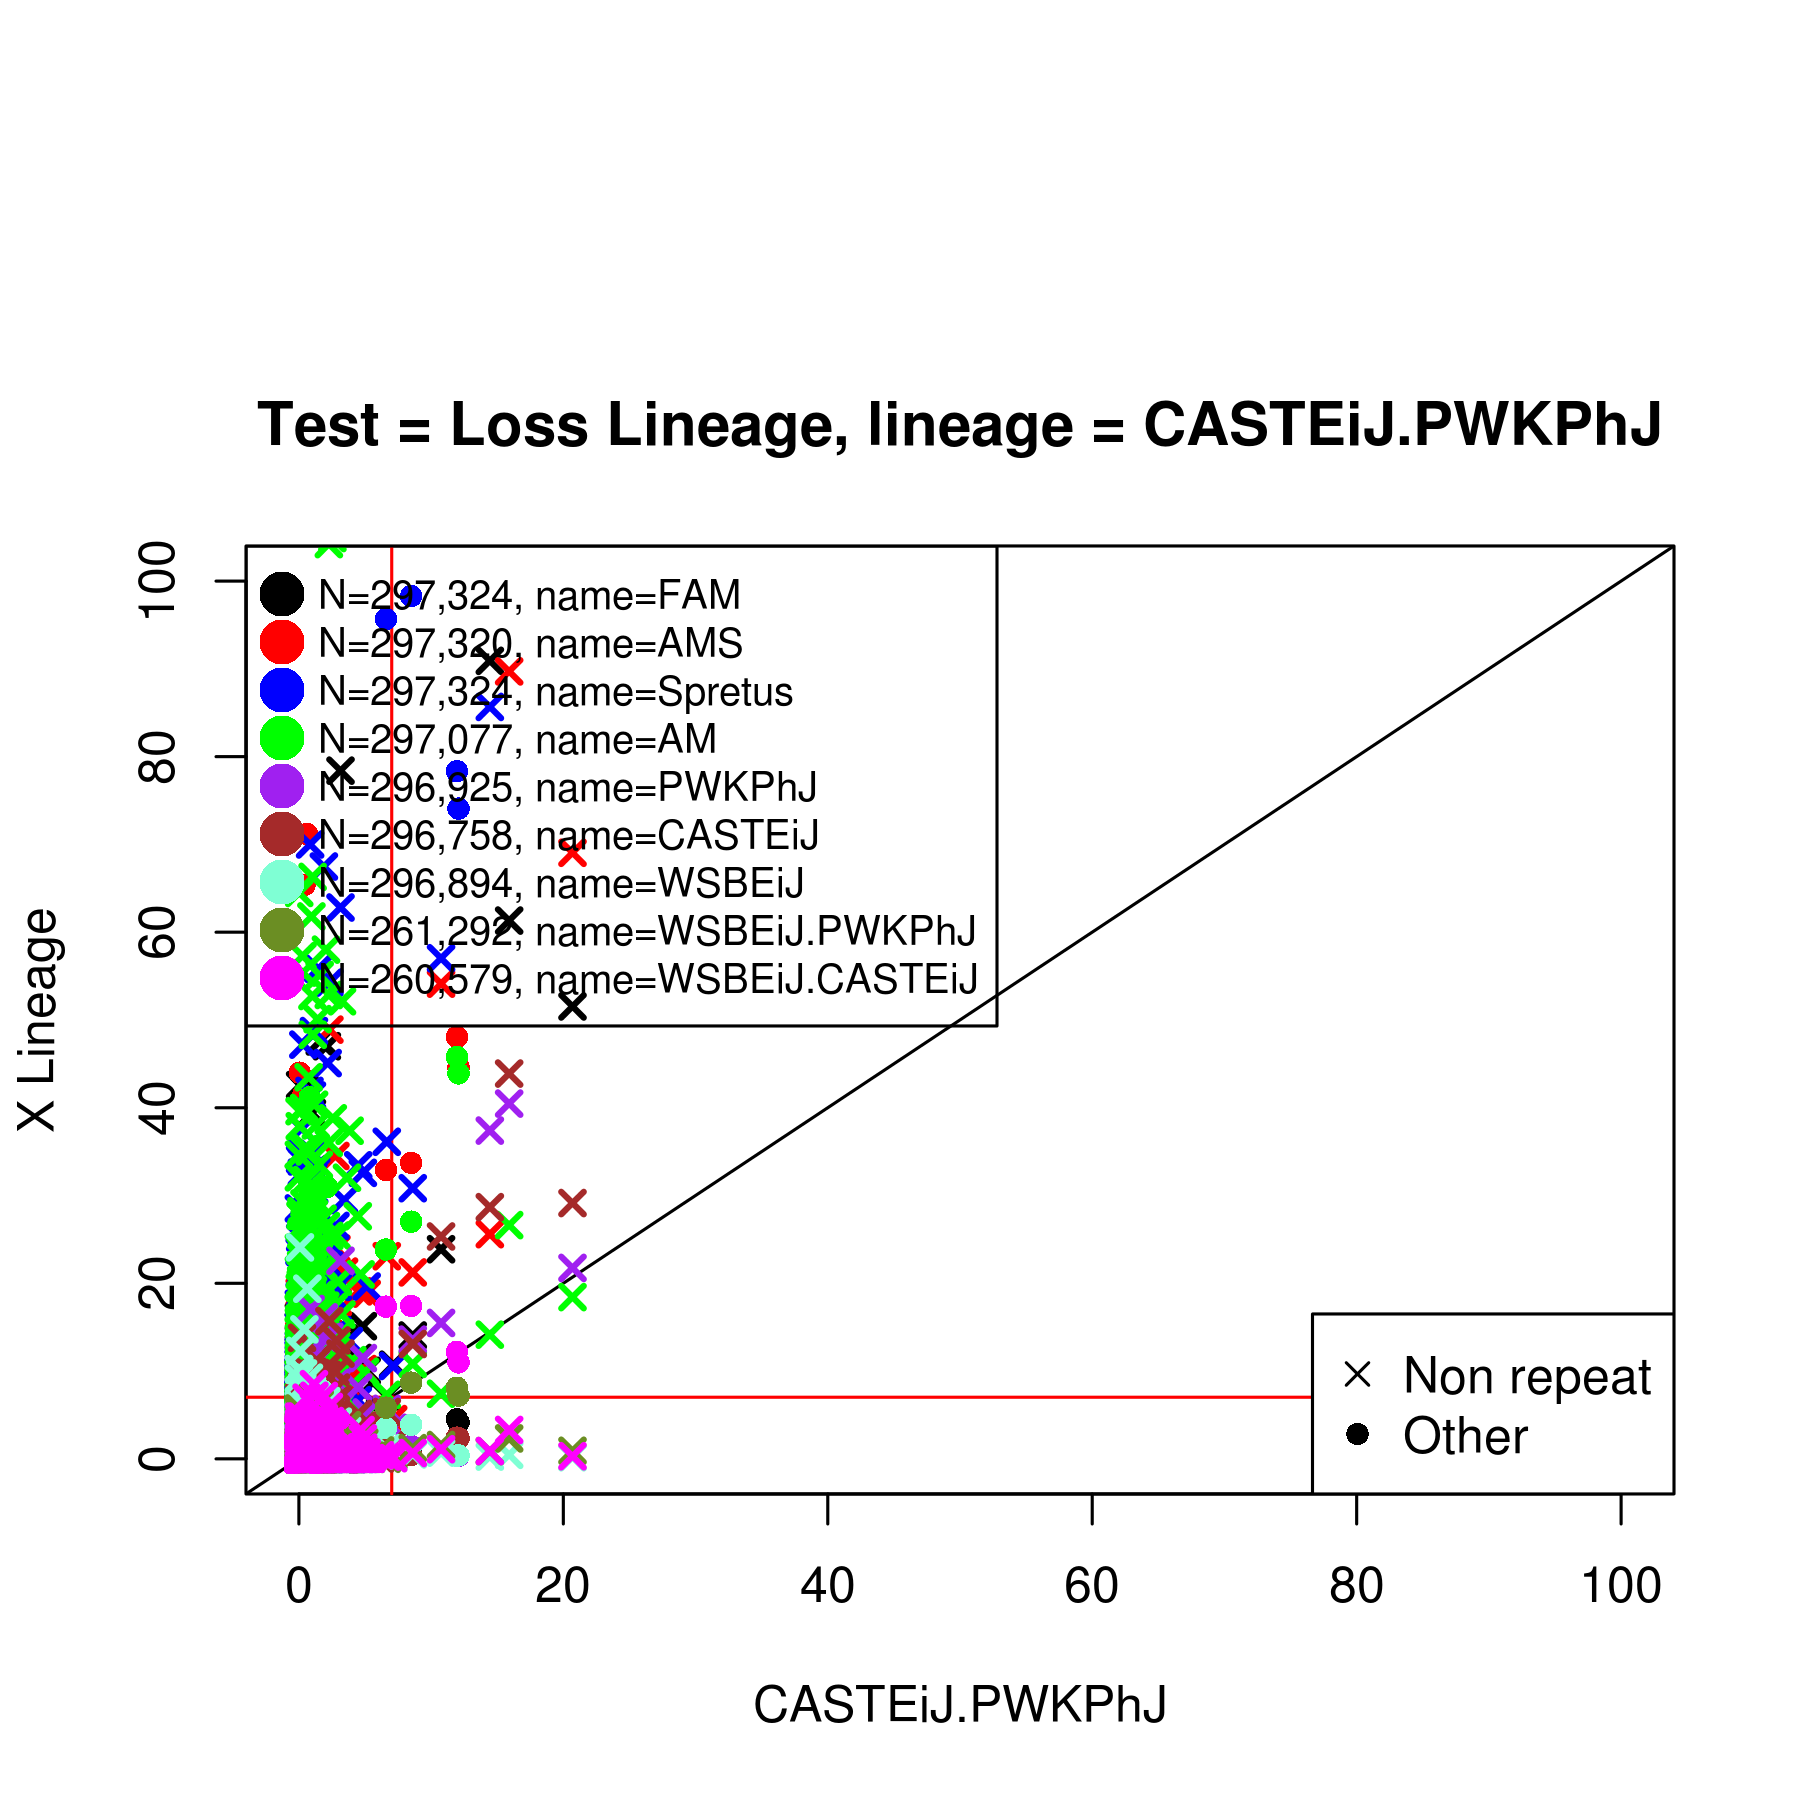 Test = Loss Lineage, lineage = CASTEiJ.PWKPhJ
X Lineage
100
80
60
40
20
0
N=297,324, name=FAM
N=297,320, name=AMS
N=297,324, name=Spretus
N=297,077, name=AM
N=296,925, name=PWKPhJ
N=296,758, name=CASTEiJ
N=296,894, name=WSBEiJ
N=261,292, name=WSBEiJ.PWKPhJ
N=260,579, name=WSBEiJ.CASTEiJ
Non repeat
Other
0 20 40 60 80 100
CASTEiJ.PWKPhJ